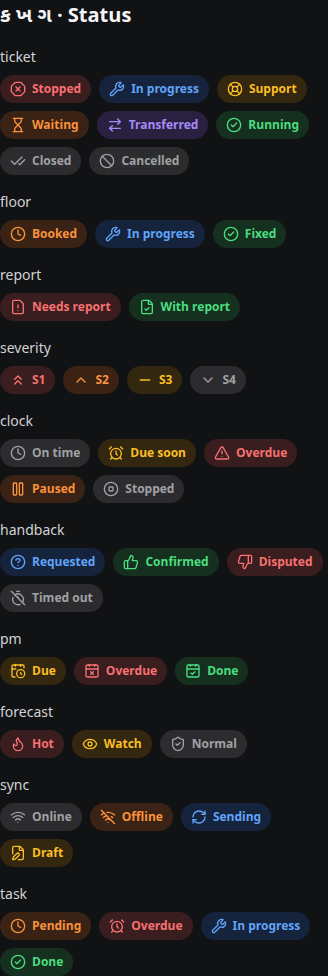 ક ખ ગ · Status
ticket
Stopped In progress Support
Waiting Transferred Running
Closed Cancelled
floor
Booked In progress Fixed
report
Needs report With report
severity
S1 S2 S3 S4
clock
On time Due soon Overdue
Paused Stopped
handback
Requested Confirmed Disputed
Timed out
pm
Due Overdue Done
forecast
Hot Watch Normal
sync
Online Offline Sending
Draft
task
Pending Overdue In progress
Done